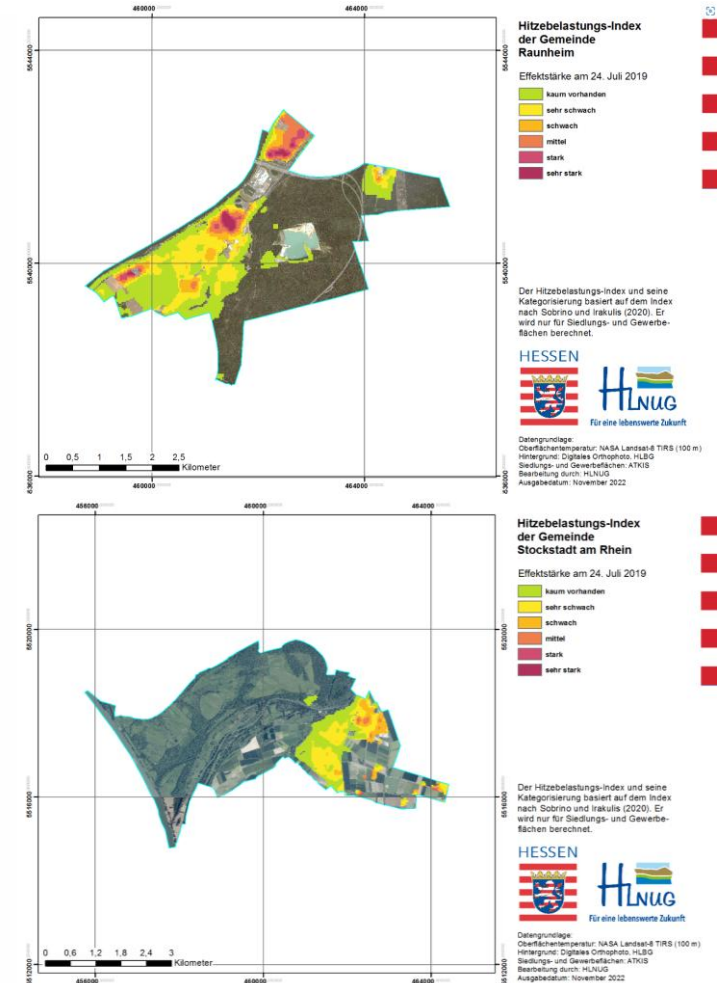 460000
464000
5544000
5544000
5540000
5540000
460000
464000
5536000
0 0,5 1 1,5 2 2,5
Kilometer
Hitzebelastungs-Index
der Gemeinde
Raunheim
Effektstärke am 24. Juli 2019
kaum vorhanden
sehr schwach
schwach
mittel
stark
sehr stark
Der Hitzebelastungs-Index und seine
Kategorisierung basiert auf dem Index
nach Sobrino und Irakulis (2020). Er
wird nur für Siedlungs- und Gewerbe-
flächen berechnet.
HESSEN
HLNUG
Für eine lebenswerte Zukunft
Datengrundlage:
Oberflächentemperatur: NASA Landsat-8 TIRS (100 m)
Hintergrund: Digitales Orthophoto, HLBG
Siedlungs- und Gewerbeflächen: ATKIS
Bearbeitung durch: HLNUG
Ausgabedatum: November 2022
456000
460000
464000
5520000
5520000
5516000
5516000
5512000
5512000
456000
460000
464000
0 0,6 1,2 1,8 2,4 3
Kilometer
Hitzebelastungs-Index
der Gemeinde
Stockstadt am Rhein
Effektstärke am 24. Juli 2019
kaum vorhanden
sehr schwach
schwach
mittel
stark
sehr stark
Der Hitzebelastungs-Index und seine
Kategorisierung basiert auf dem Index
nach Sobrino und Irakulis (2020). Er
wird nur für Siedlungs- und Gewerbe-
flächen berechnet.
HESSEN
HLNUG
Für eine lebenswerte Zukunft
Datengrundlage:
Oberflächentemperatur: NASA Landsat-8 TIRS (100 m)
Hintergrund: Digitales Orthophoto, HLBG
Siedlungs- und Gewerbeflächen: ATKIS
Bearbeitung durch: HLNUG
Ausgabedatum: November 2022